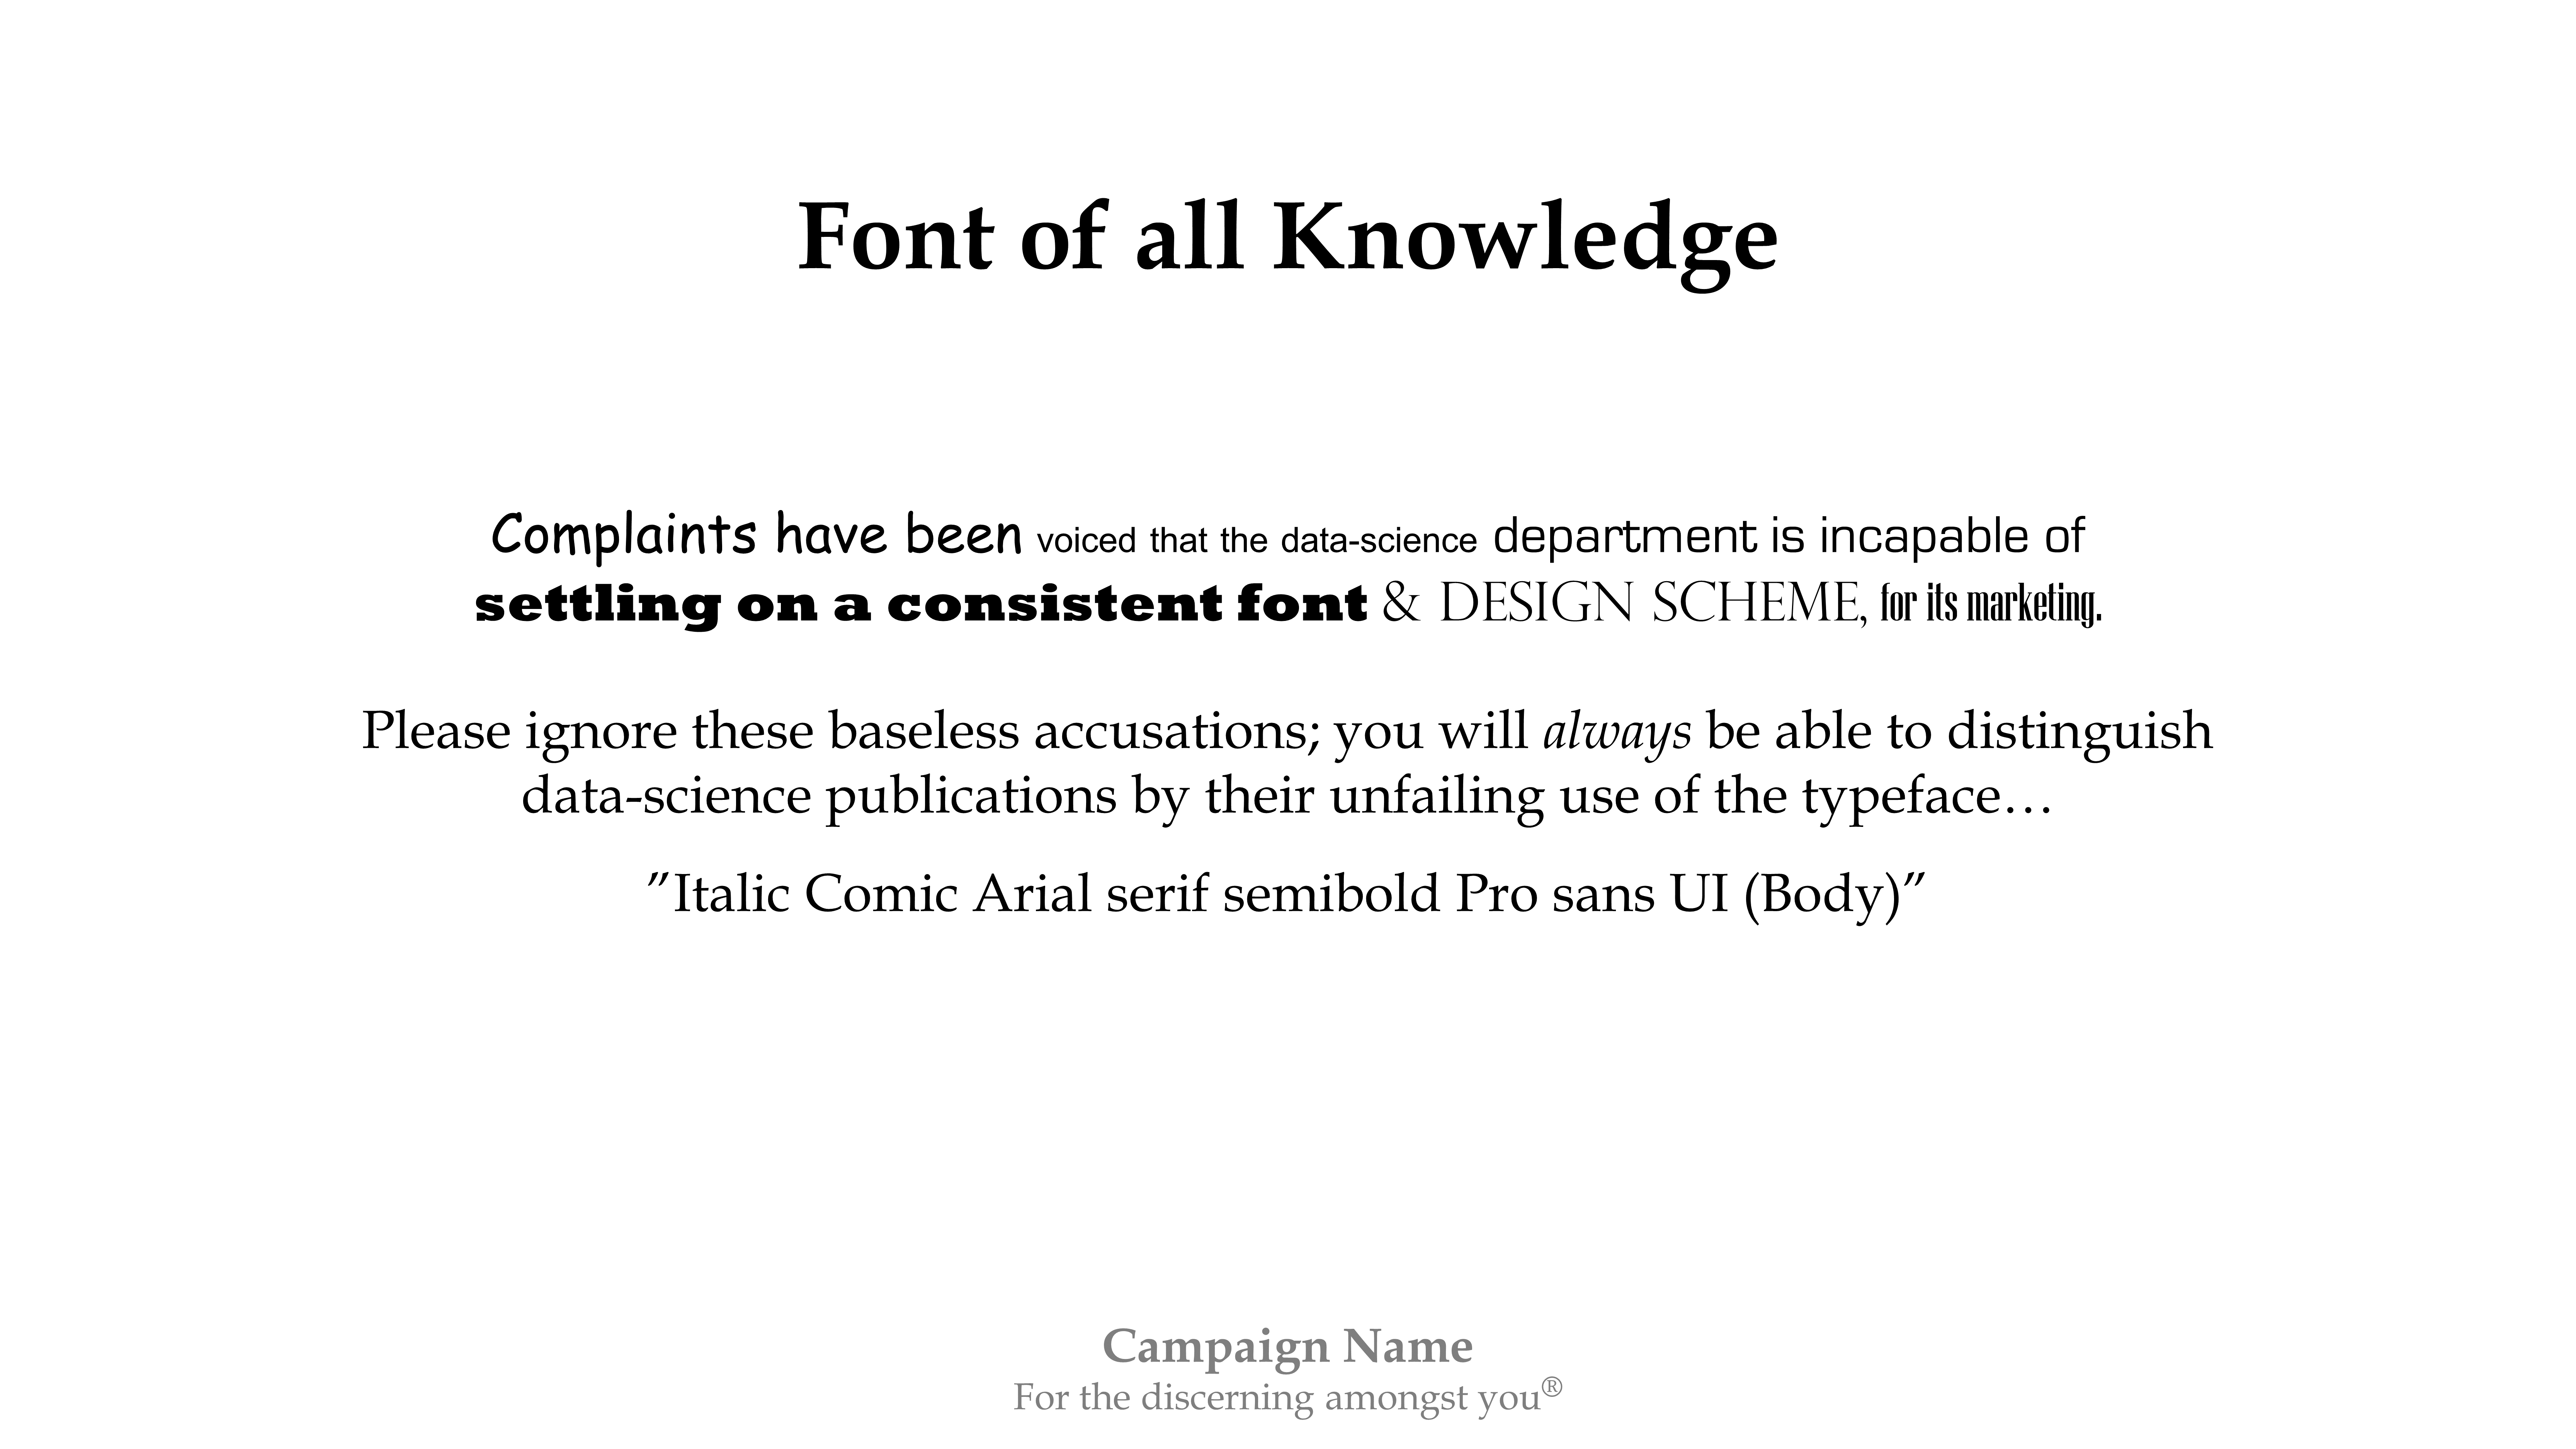 Font of all Knowledge
Complaints have been voiced that the data-science department is incapable of
settling on a consistent font & DESIGN SCHEME, for its marketing.
Please ignore these baseless accusations; you will always be able to distinguish
data-science publications by their unfailing use of the typeface…
”Italic Comic Arial serif semibold Pro sans UI (Body)”
Campaign Name
For the discerning amongst you®